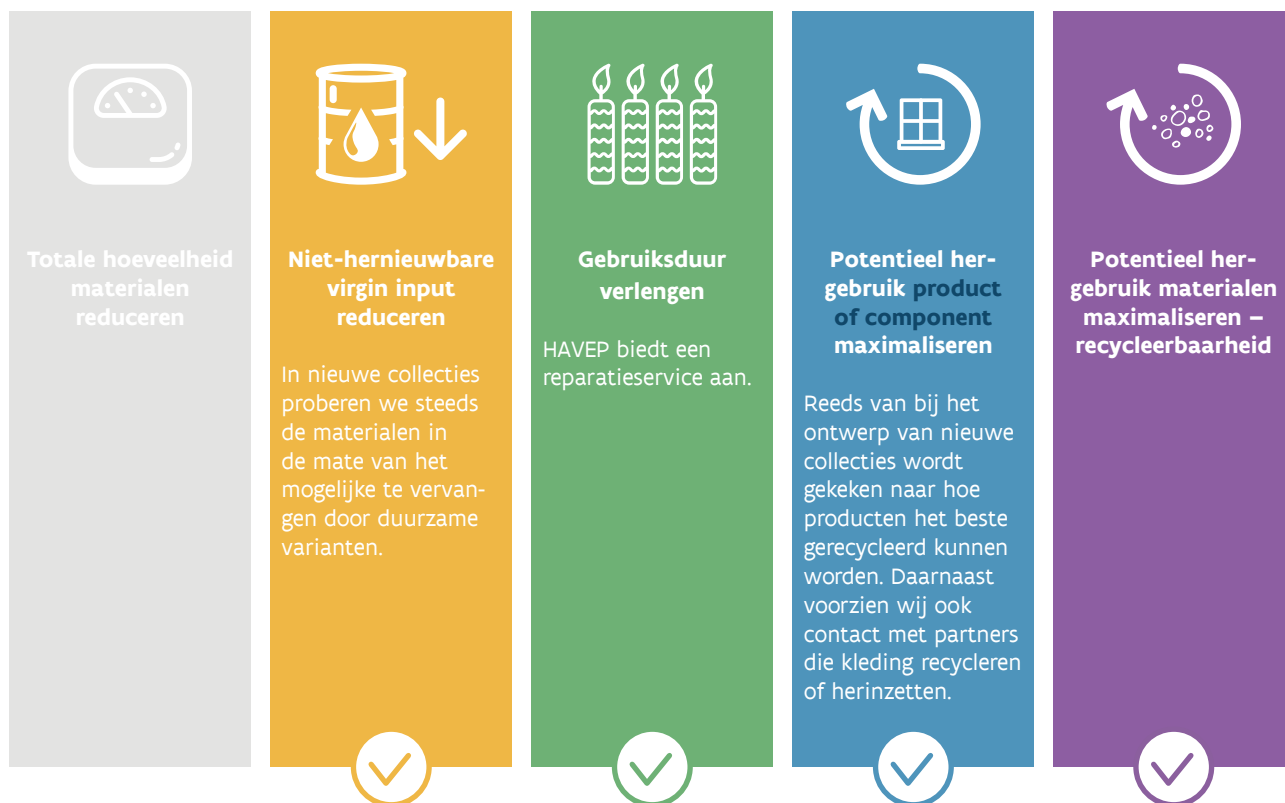 Totale hoeveelheid
materialen
reduceren
Niet-hernieuwbare
virgin input
reduceren
In nieuwe collecties
proberen we steeds
de materialen in
de mate van het
mogelijke te vervan-
gen door duurzame
varianten.
Gebruiksduur
verlengen
HAVEP biedt een
reparatieservice aan.
Potentieel her-
gebruik product
of component
maximaliseren
Reeds van bij het
ontwerp van nieuwe
collecties wordt
gekeken naar hoe
producten het beste
gerecycleerd kunnen
worden. Daarnaast
voorzien wij ook
contact met partners
die kleding recycleren
of herinzetten.
Potentieel her-
gebruik materialen
maximaliseren –
recycleerbaarheid